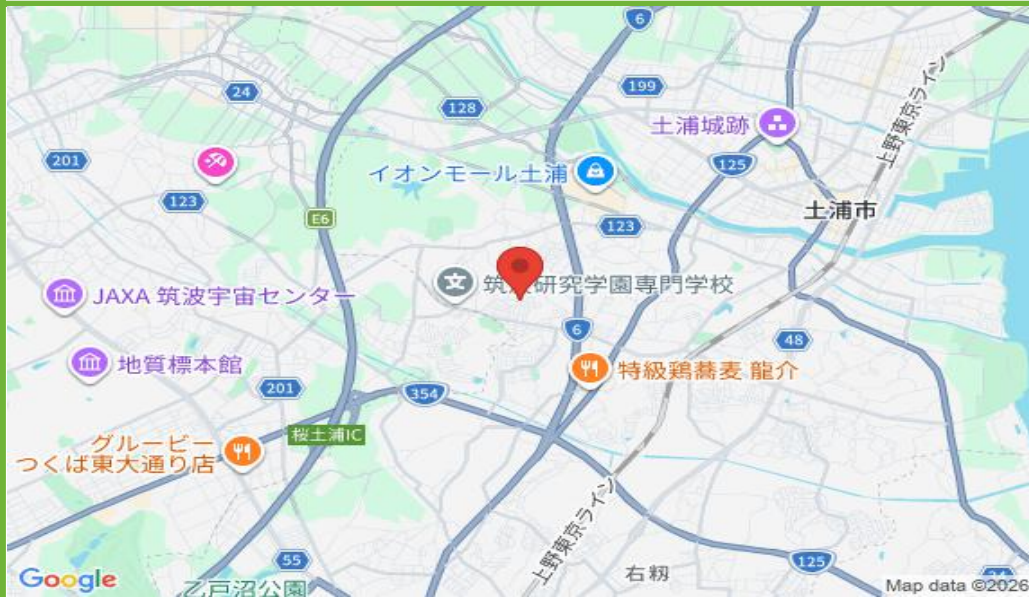 6
24
199
128
土浦城跡
上野東京ライン
201
イオンモール土浦
125
123
土浦市
E6
123
文
筑 研究学園専門学校
JAXA 筑波宇宙センター
6
48
地質標本館
特級鶏蕎麦 龍介
201
354
桜土浦IC
グルービー
つくば東大通り店
上野東京ライン
55
125
右籾
乙戸沼公園
Google
Map data ©2026